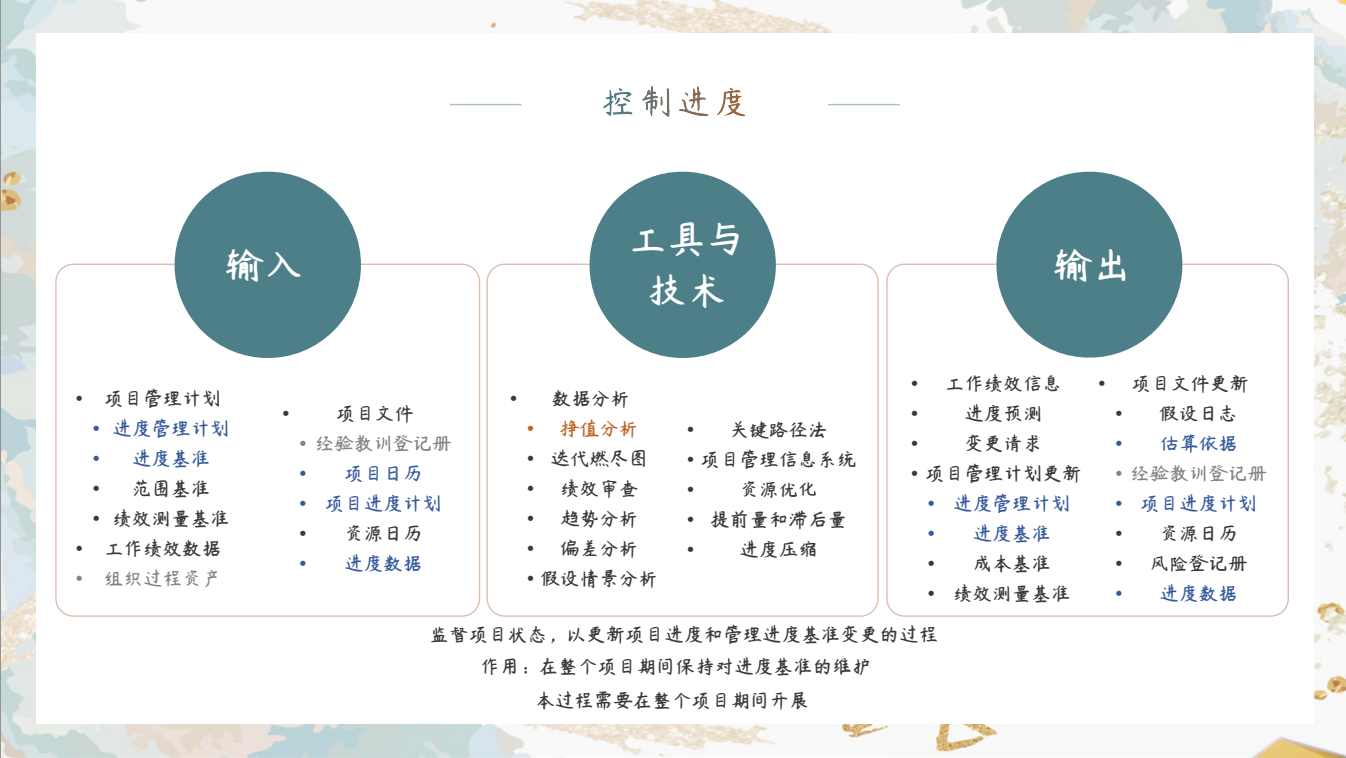 控制进度
输入
项目管理计划
进度管理计划
进度基准
范围基准
绩效测量基准
工作绩效数据
组织过程资产
项目文件
经验教训登记册
项目日历
项目进度计划
资源日历
进度数据
工具与
技术
数据分析
挣值分析
迭代燃尽图
绩效审查
趋势分析
偏差分析
假设情景分析
关键路径法
项目管理信息系统
资源优化
提前量和滞后量
进度压缩
输出
工作绩效信息
进度预测
变更请求
项目管理计划更新
进度管理计划
进度基准
成本基准
绩效测量基准
项目文件更新
假设日志
估算依据
经验教训登记册
项目进度计划
资源日历
风险登记册
进度数据
监督项目状态，以更新项目进度和管理进度基准变更的过程
作用：在整个项目期间保持对进度基准的维护
本过程需要在整个项目期间开展